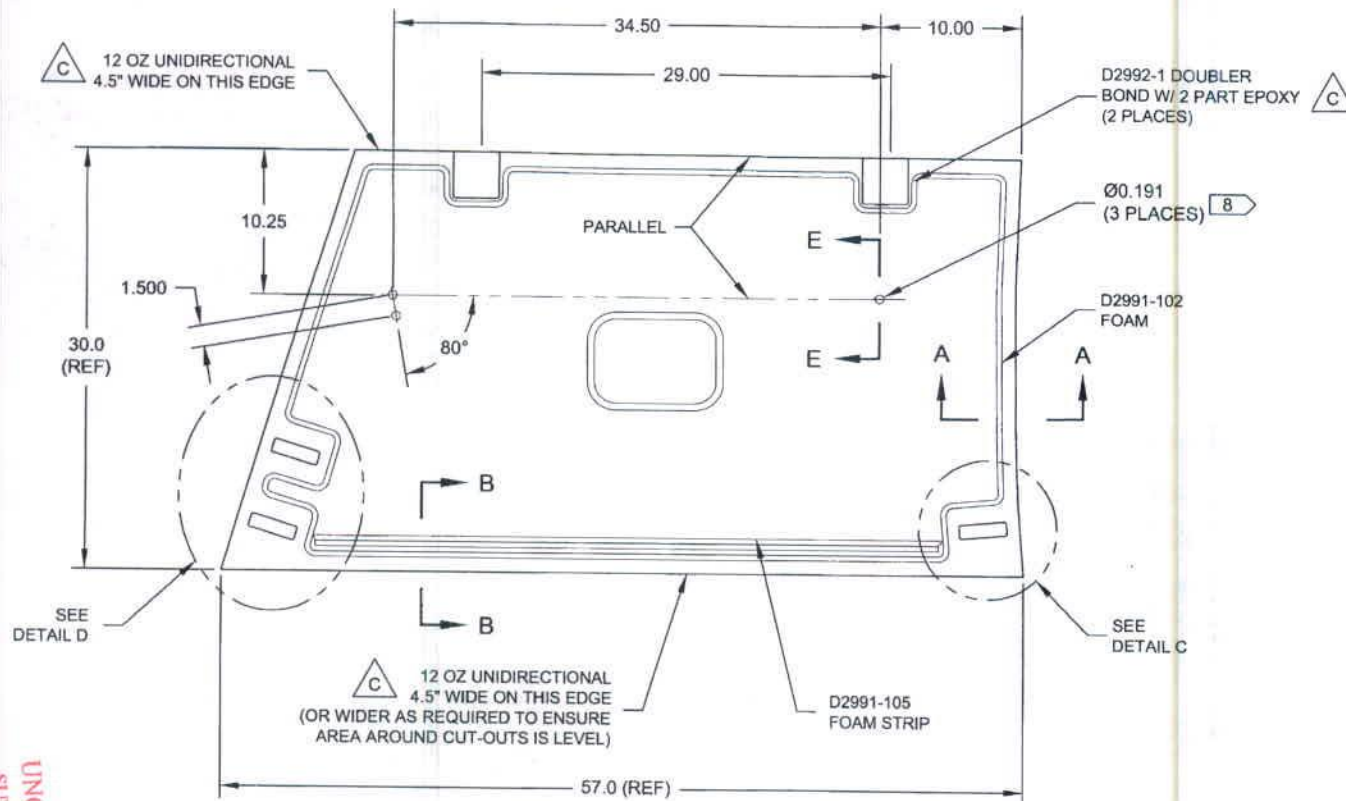 34.50
10.00
C
12 OZ UNIDIRECTIONAL
4.5" WIDE ON THIS EDGE
29.00
D2992-1 DOUBLER
BOND W/ 2 PART EPOXY
(2 PLACES)
C
10.25
PARALLEL
E
Ø0.191
(3 PLACES)
8
1.500
30.0
(REF)
80°
E
D2991-102
FOAM
A
A
B
SEE
DETAIL D
B
SEE
DETAIL C
C
12 OZ UNIDIRECTIONAL
4.5" WIDE ON THIS EDGE
(OR WIDER AS REQUIRED TO ENSURE
AREA AROUND CUT-OUTS IS LEVEL)
D2991-105
FOAM STRIP
57.0 (REF)